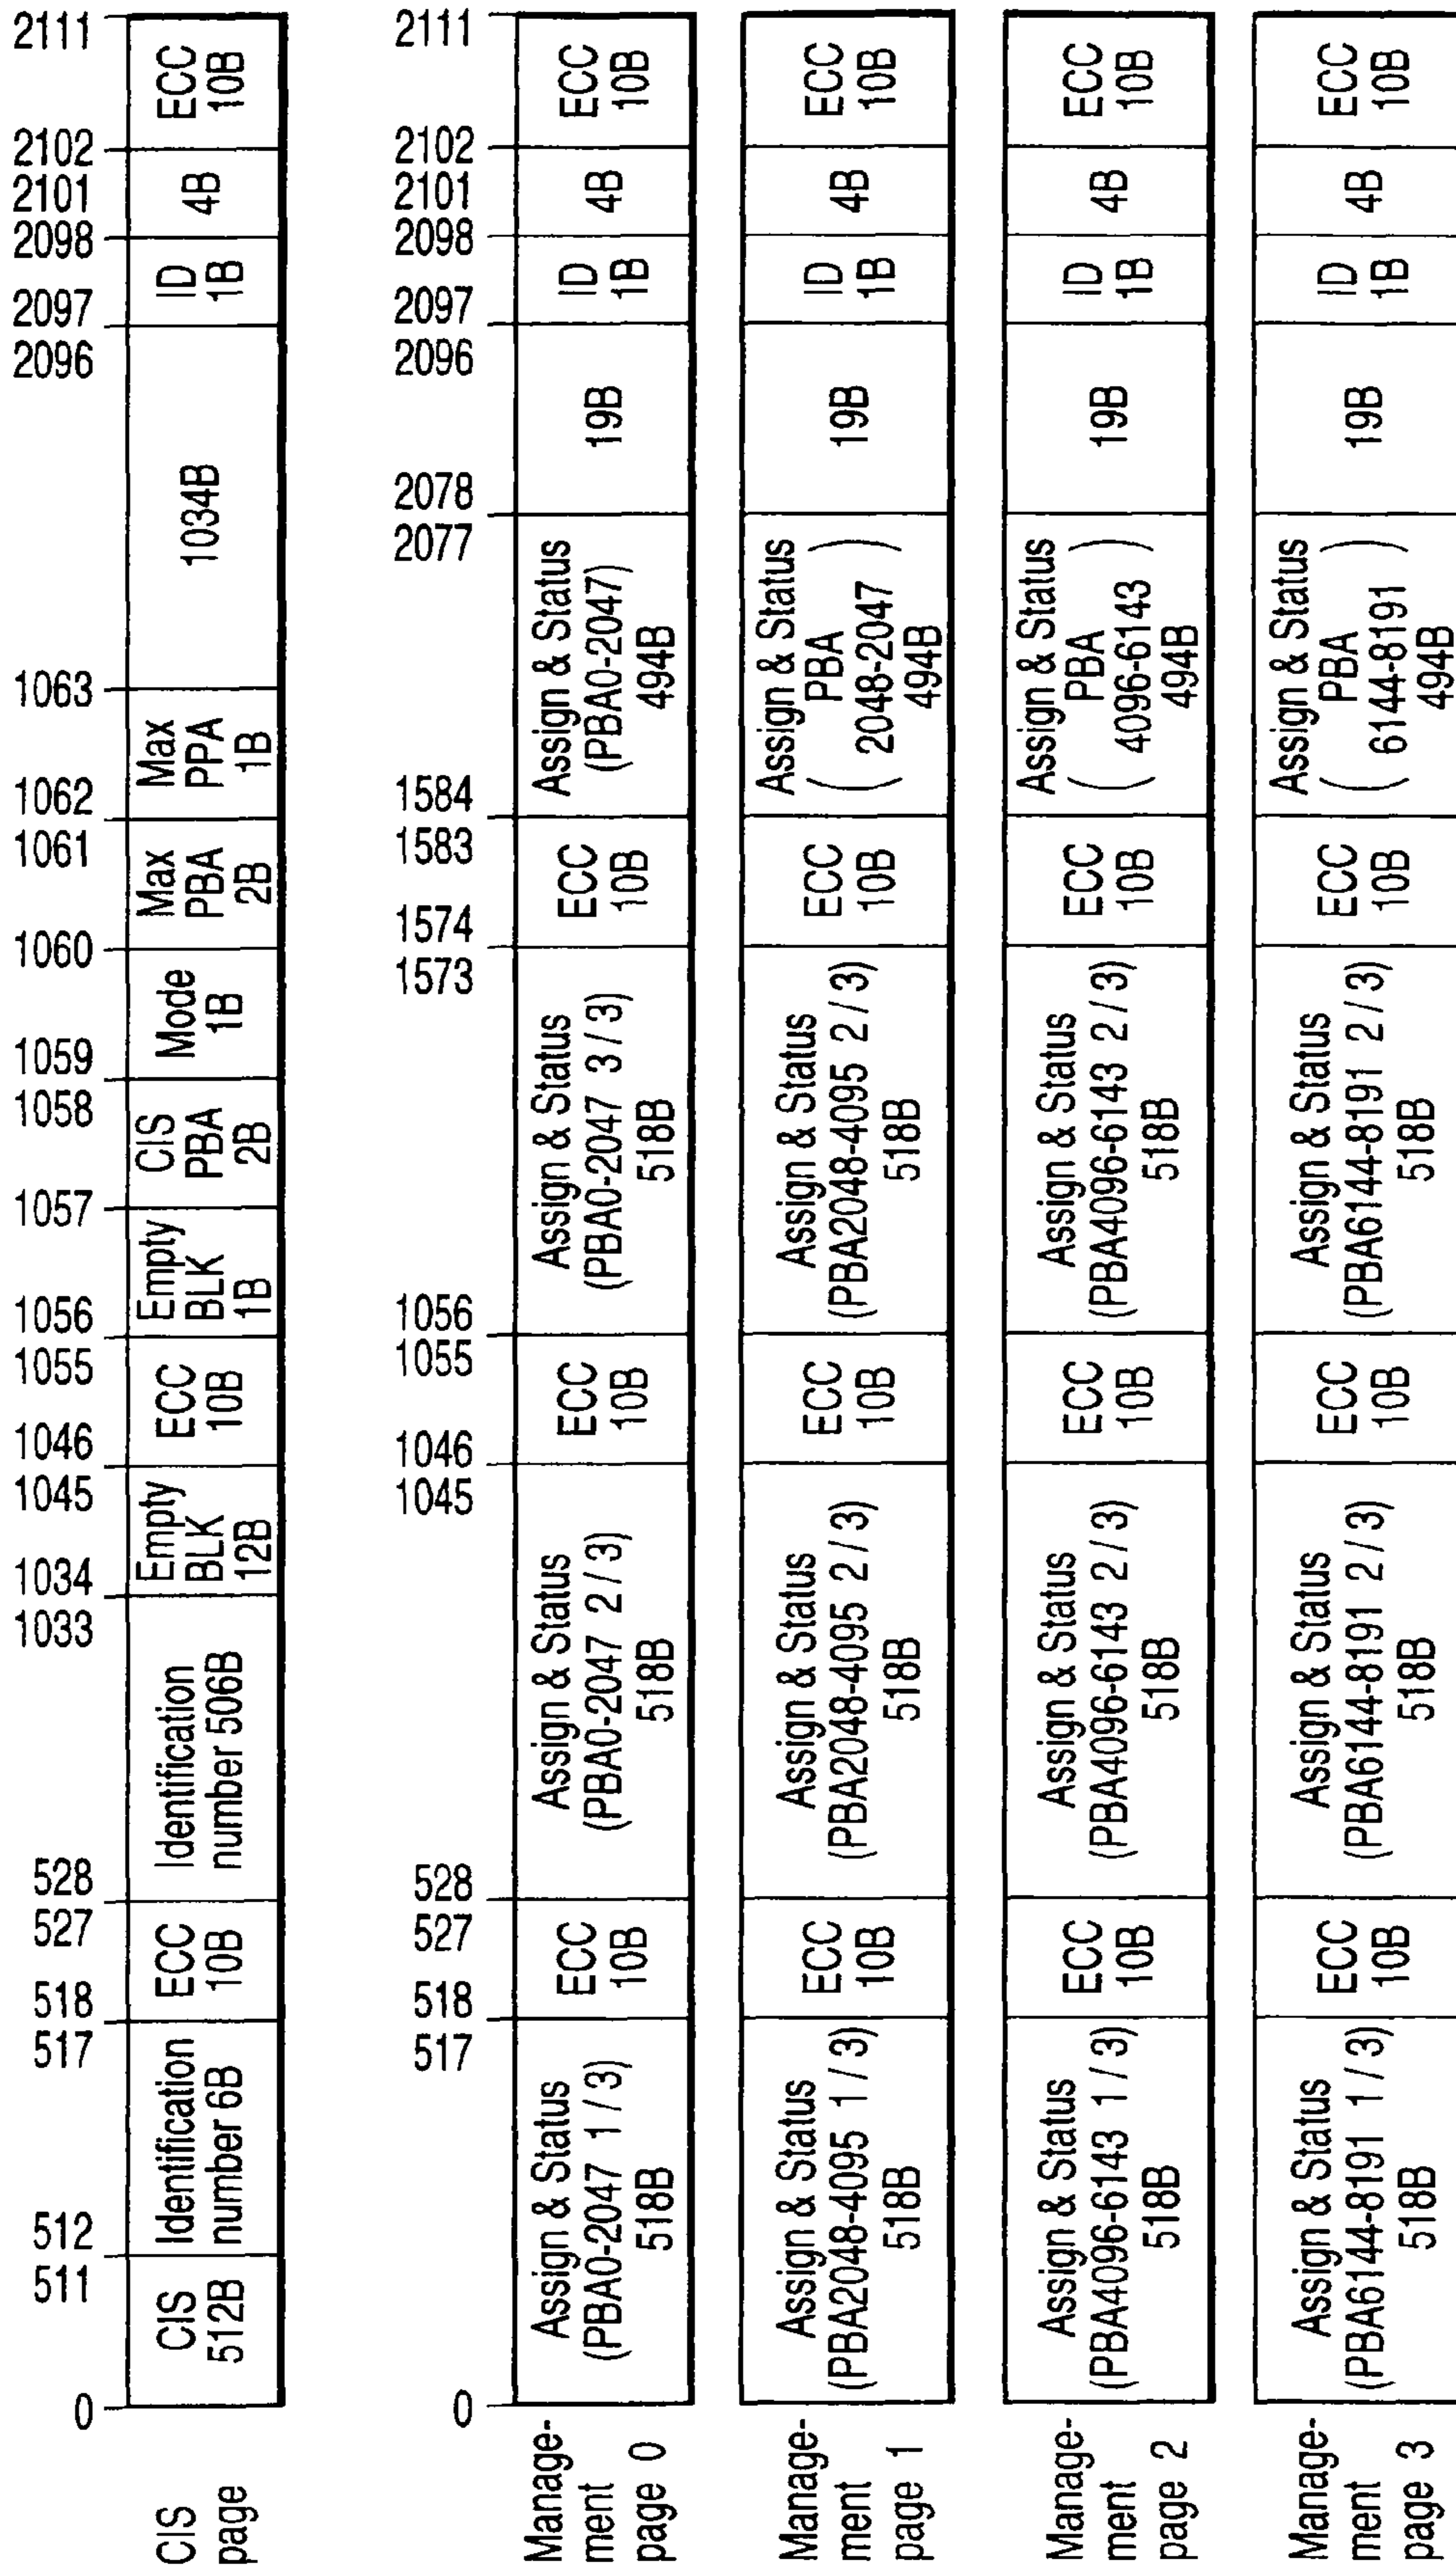 0
511
512
517
518
527
528
1033
1034
1045
1046
1055
1056
1057
1058
1059
1060
1061
1062
1063
2096
2097
2098
2101
2102
2111
CIS
page
CIS
512B
Identification
number 6B
ECC
10B
Identification
number 506B
Empty
BLK
12B
ECC
10B
Empty
BLK
1B
CIS
PBA
2B
Mode
1B
Max
PBA
2B
Max
PPA
1B
1034B
ID
1B
4B
ECC
10B
0
517
518
527
528
1045
1046
1055
1056
1573
1574
1583
1584
2077
2078
2096
2097
2098
2101
2102
2111
Manage-
ment
page 0
Assign & Status
(PBA0-2047 1/3)
518B
ECC
10B
Assign & Status
(PBA0-2047 2/3)
518B
ECC
10B
Assign & Status
(PBA0-2047 3/3)
518B
ECC
10B
Assign & Status
(PBA0-2047)
494B
19B
ID
1B
4B
ECC
10B
Manage-
ment
page 1
Assign & Status
(PBA2048-4095 1/3)
518B
ECC
10B
Assign & Status
(PBA2048-4095 2/3)
518B
ECC
10B
Assign & Status
(PBA2048-4095 2/3)
518B
ECC
10B
Assign & Status
(PBA
2048-2047)
494B
19B
ID
1B
4B
ECC
10B
Manage-
ment
page 2
Assign & Status
(PBA4096-6143 1/3)
518B
ECC
10B
Assign & Status
(PBA4096-6143 2/3)
518B
ECC
10B
Assign & Status
(PBA4096-6143 2/3)
518B
ECC
10B
Assign & Status
(PBA
4096-6143)
494B
19B
ID
1B
4B
ECC
10B
Manage-
ment
page 3
Assign & Status
(PBA6144-8191 1/3)
518B
ECC
10B
Assign & Status
(PBA6144-8191 2/3)
518B
ECC
10B
Assign & Status
(PBA6144-8191 2/3)
518B
ECC
10B
Assign & Status
(PBA
6144-8191)
494B
19B
ID
1B
4B
ECC
10B